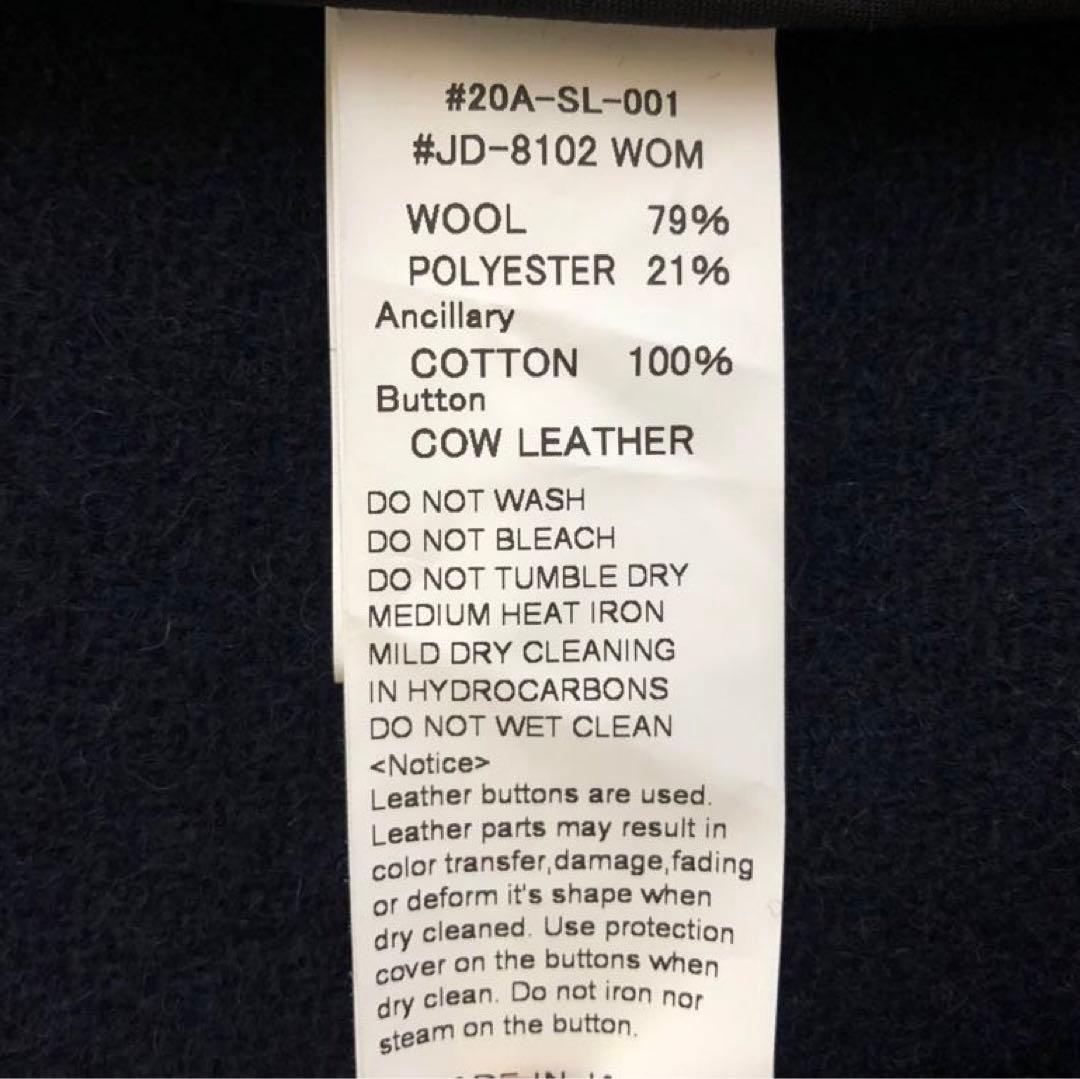 #20A-SL-001
#JD-8102 WOM
WOOL 79%
POLYESTER 21%
Ancillary
COTTON 100%
Button
COW LEATHER
DO NOT WASH
DO NOT BLEACH
DO NOT TUMBLE DRY
MEDIUM HEAT IRON
MILD DRY CLEANING
IN HYDROCARBONS
DO NOT WET CLEAN
<Notice>
Leather buttons are used.
Leather parts may result in
color transfer,damage,fading
or deform it's shape when
dry cleaned. Use protection
cover on the buttons when
dry clean. Do not iron nor
steam on the button.